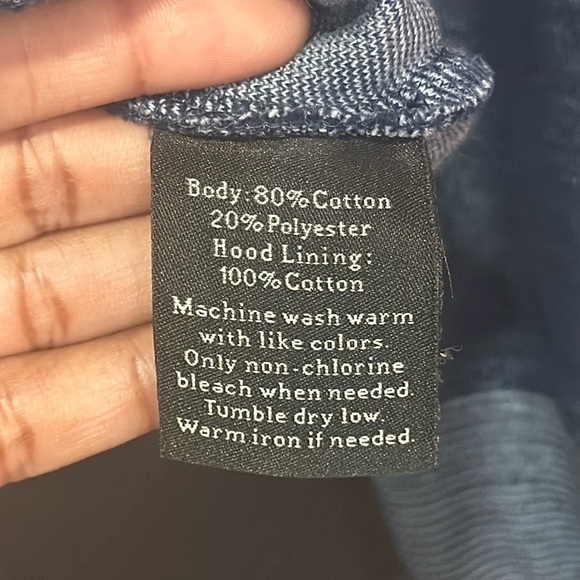 Body: 80% Cotton
20% Polyester
Hood Lining:
100% Cotton
Machine wash warm
with like colors.
Only non-chlorine
bleach when needed.
Tumble dry low.
Warm iron if needed.